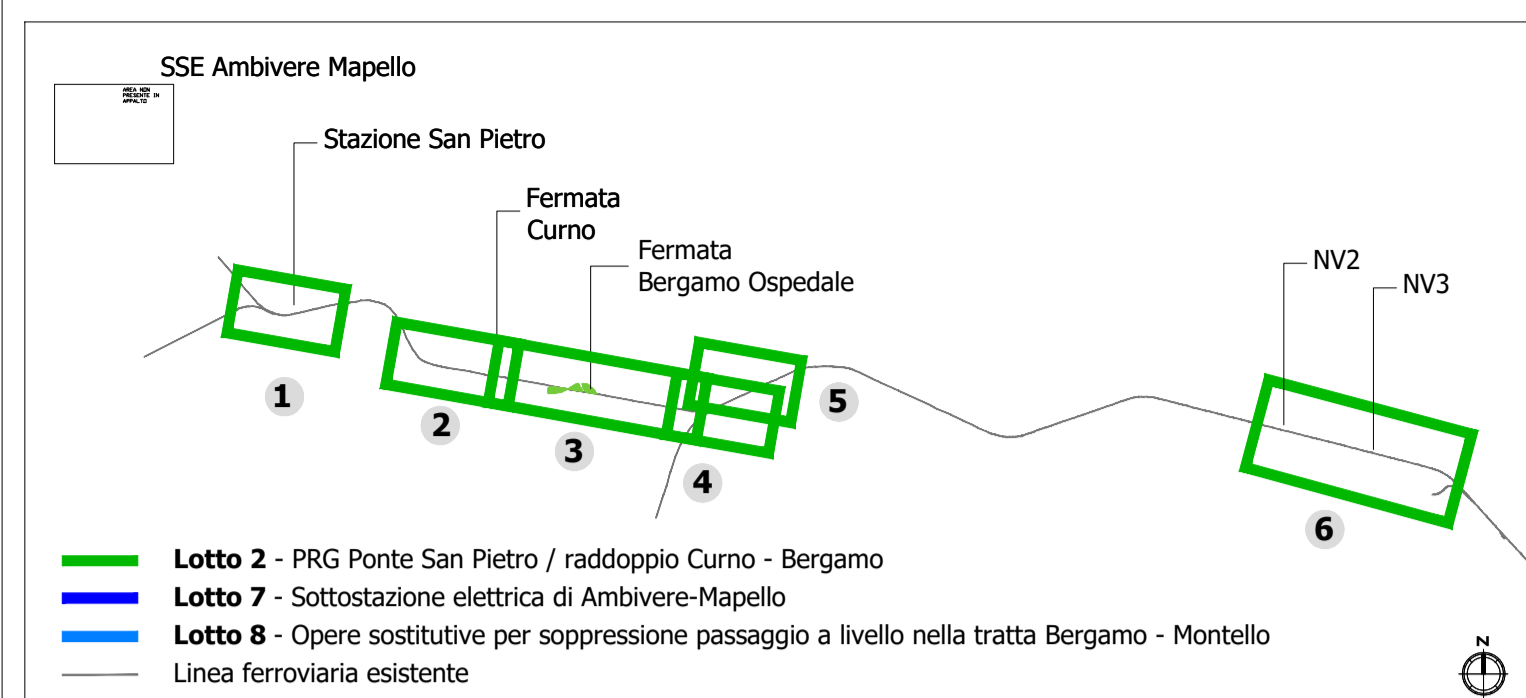 SSE Ambivere Mapello
AREA NON
PRESENTE IN
APPALTO
Stazione San Pietro
Fermata
Curno
Fermata
Bergamo Ospedale
NV2
NV3
1
2
3
4
5
6
Lotto 2 - PRG Ponte San Pietro / raddoppio Curno - Bergamo
Lotto 7 - Sottostazione elettrica di Ambivere-Mapello
Lotto 8 - Opere sostitutive per soppressione passaggio a livello nella tratta Bergamo - Montello
Linea ferroviaria esistente
N